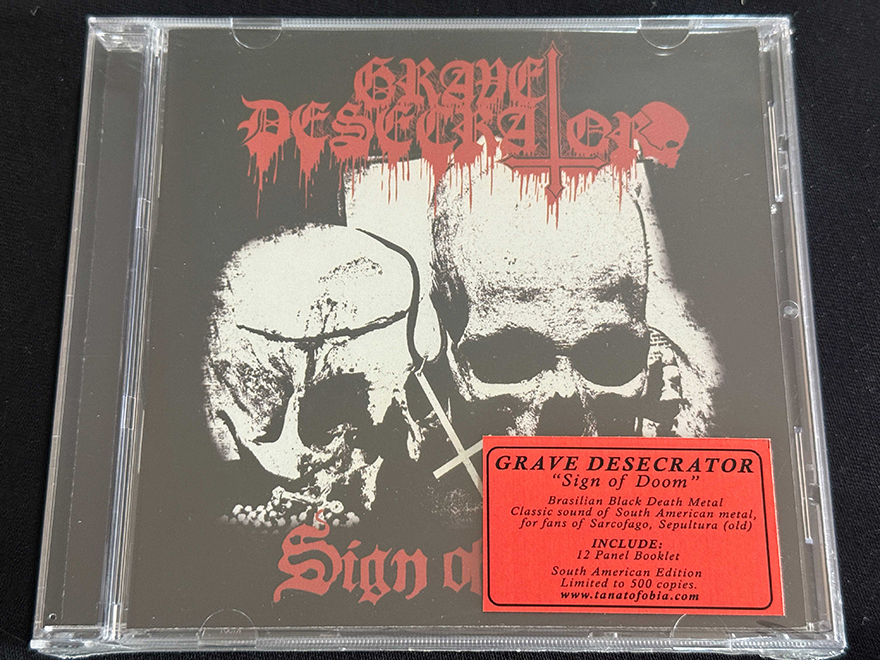 GRAVE
DESECRATOR
Sign of
GRAVE DESECRATOR
"Sign of Doom"
Brasilian Black Death Metal
Classic sound of South American metal,
for fans of Sarcofago, Sepultura (old)
INCLUDE:
12 Panel Booklet
South American Edition
Limited to 500 copies.
www.tanatofobia.com